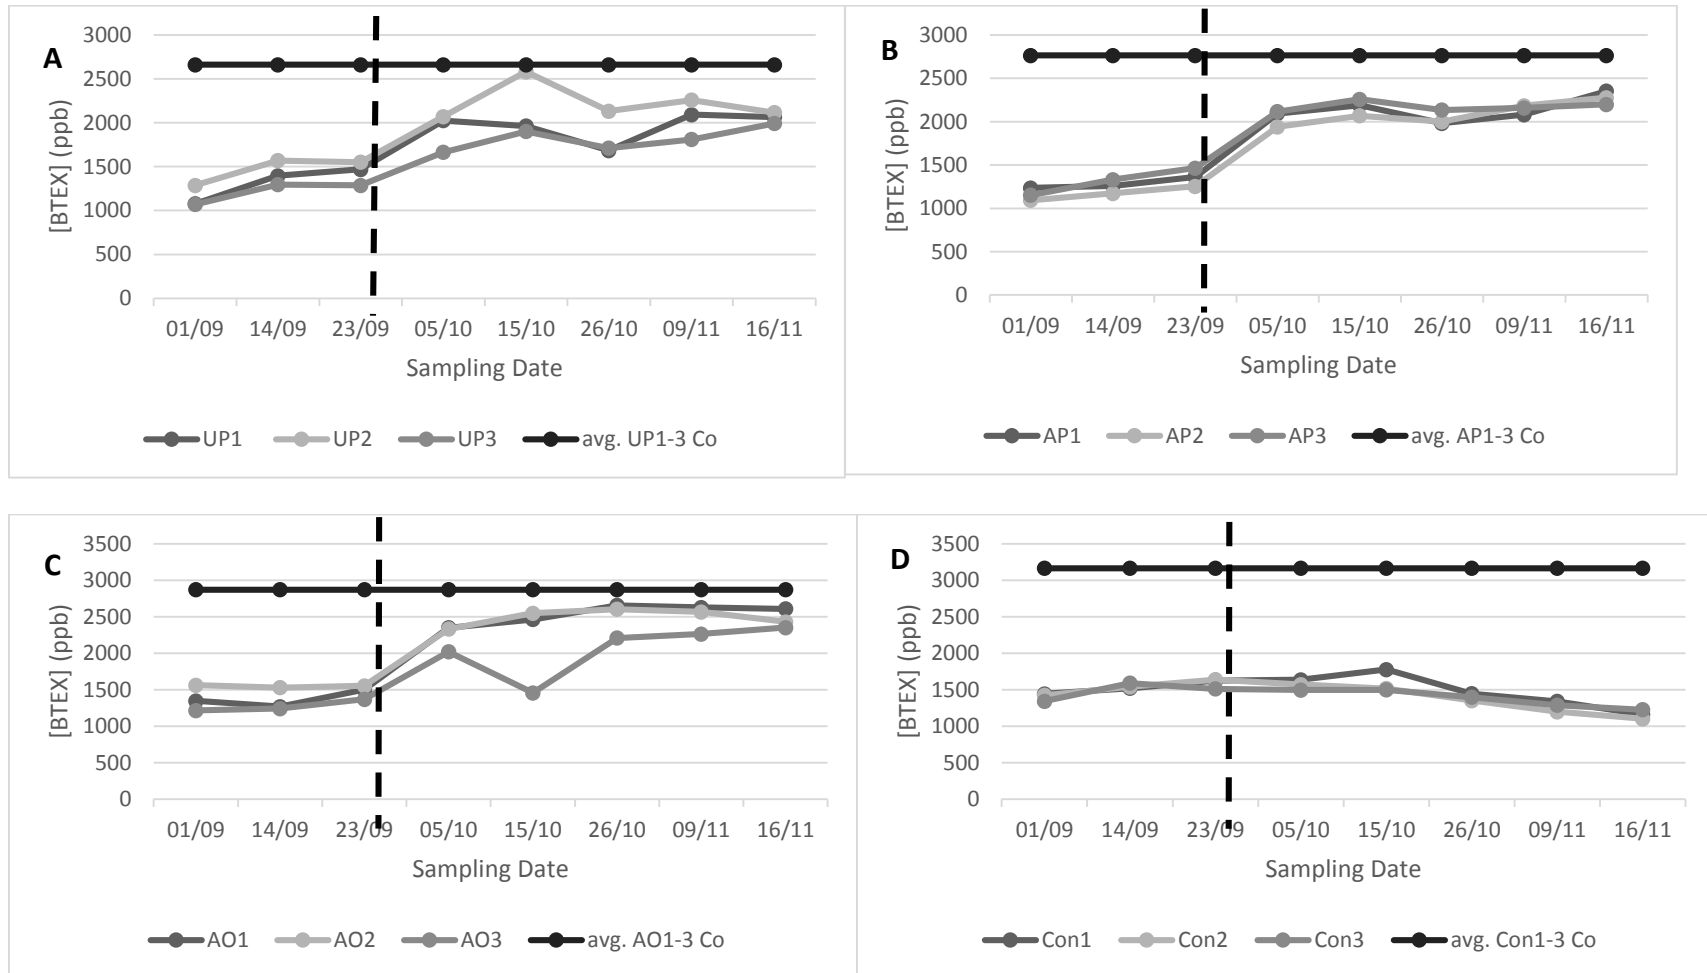 A
3000
2500
2000
1500
1000
500
0
[BTEX] (ppb)
01/09 14/09 23/09 05/10 15/10 26/10 09/11 16/11
Sampling Date
UP1 UP2 UP3 avg. UP1-3 Co
B
3000
2500
2000
1500
1000
500
0
[BTEX] (ppb)
01/09 14/09 23/09 05/10 15/10 26/10 09/11 16/11
Sampling Date
AP1 AP2 AP3 avg. AP1-3 Co
C
3500
3000
2500
2000
1500
1000
500
0
[BTEX] (ppb)
01/09 14/09 23/09 05/10 15/10 26/10 09/11 16/11
Sampling Date
AO1 AO2 AO3 avg. AO1-3 Co
D
3500
3000
2500
2000
1500
1000
500
0
[BTEX] (ppb)
01/09 14/09 23/09 05/10 15/10 26/10 09/11 16/11
Sampling Date
Con1 Con2 Con3 avg. Con1-3 Co